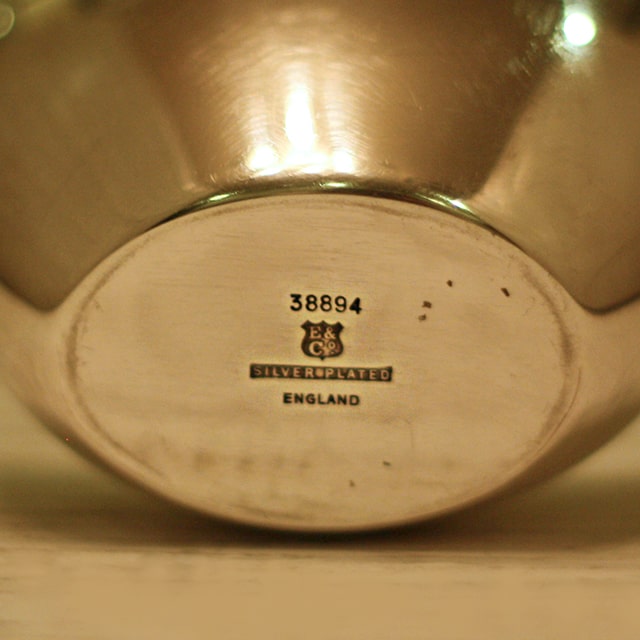 38894
E&
Co
SILVER PLATED
ENGLAND